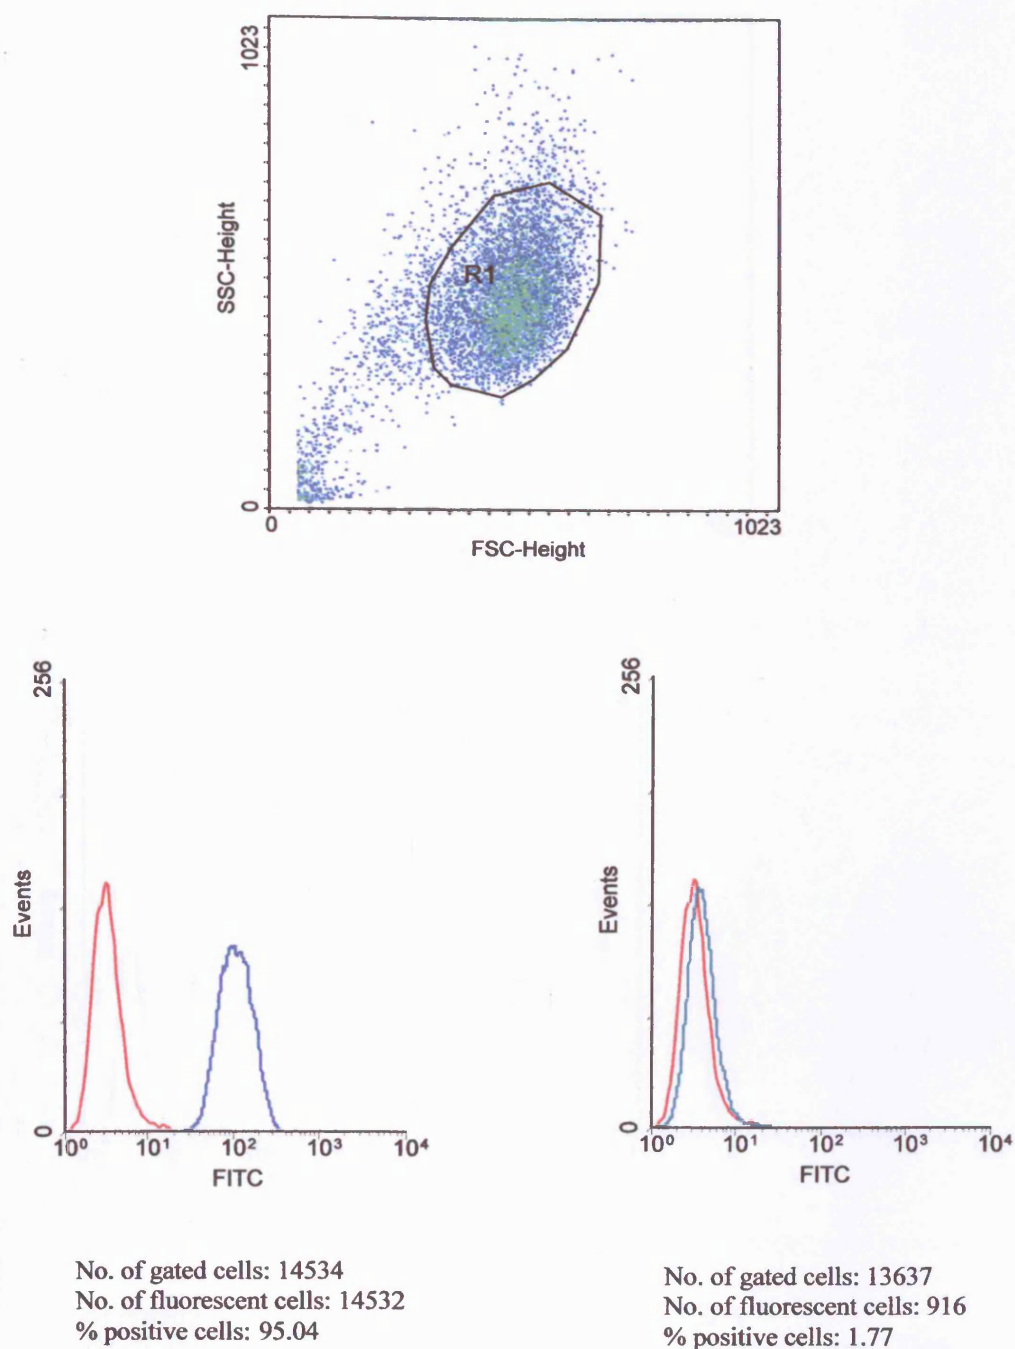 1023
SSC-Height
R1
0
0
1023
FSC-Height
256
Events
0
10⁰ 10¹ 10² 10³ 10⁴
FITC
No. of gated cells: 14534
No. of fluorescent cells: 14532
% positive cells: 95.04
256
Events
0
10⁰ 10¹ 10² 10³ 10⁴
FITC
No. of gated cells: 13637
No. of fluorescent cells: 916
% positive cells: 1.77